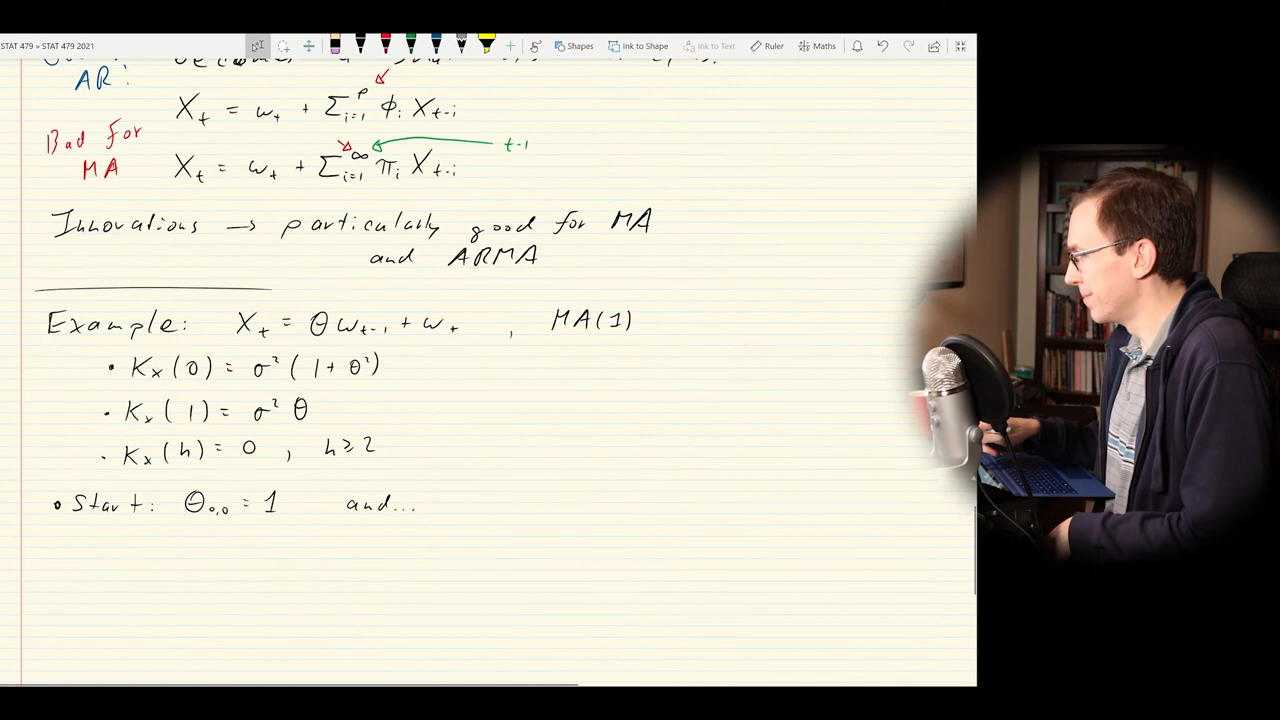 STAT 479 » STAT 479 2021
Shapes Ink to Shape Ink to Text Ruler Maths
AR:
X_t = w_t + Σ_{i=1}^{p} ϕ_i X_{t-i}
Bad for
MA
t-1
X_t = w_t + Σ_{i=1}^{∞} π_i X_{t-i}
Innovations → particularly good for MA
and ARMA
Example: X_t = θ w_{t-1} + w_t , MA(1)
• K_x(0) = σ² (1 + θ²)
• K_x(1) = σ² θ
• K_x(h) = 0 , h ≥ 2
• Start: θ_{0,0} = 1 and...